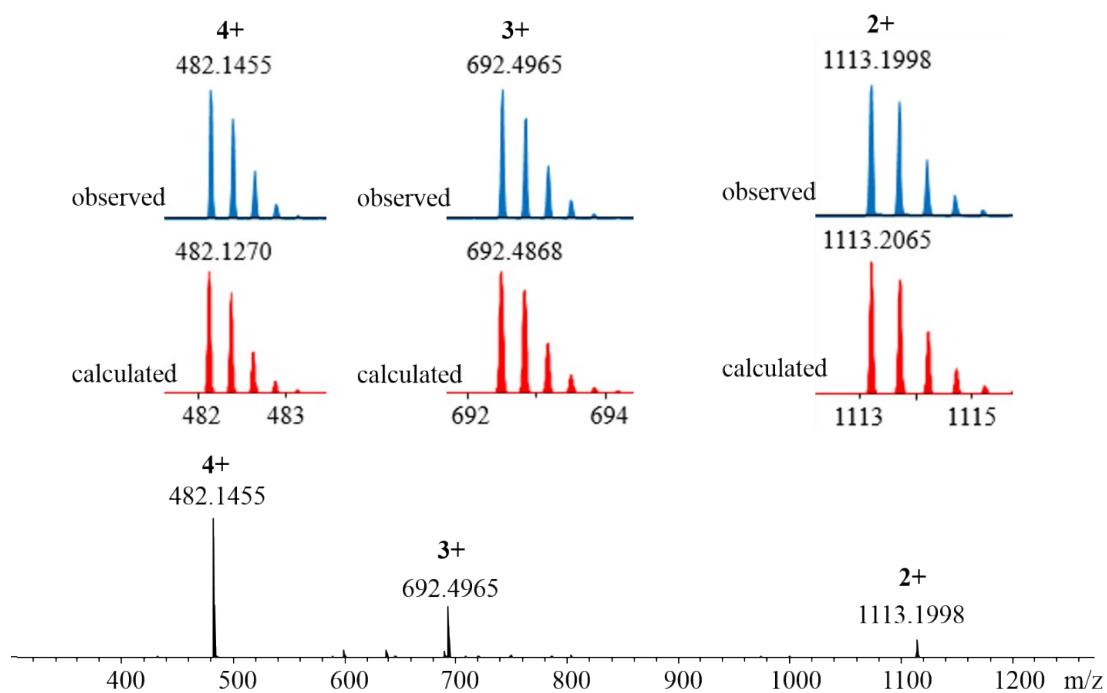 4+ 3+ 2+
482.1455 692.4965 1113.1998
observed observed observed
482.1270 692.4868 1113.2065
calculated calculated calculated
482 483 692 694 1113 1115
4+
482.1455
3+
692.4965
2+
1113.1998
400 500 600 700 800 900 1000 1100 1200 m/z